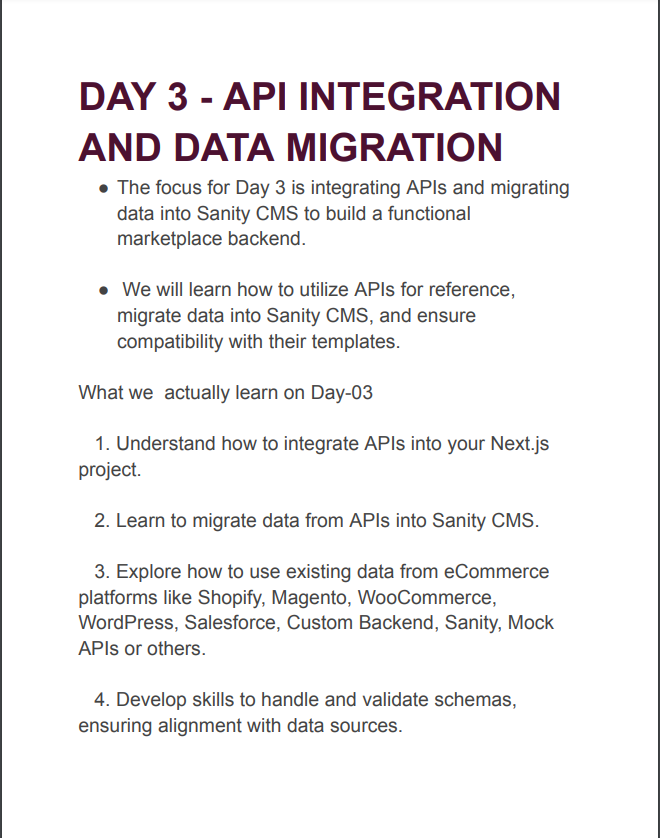 DAY 3 - API INTEGRATION
AND DATA MIGRATION
● The focus for Day 3 is integrating APIs and migrating
data into Sanity CMS to build a functional
marketplace backend.
● We will learn how to utilize APIs for reference,
migrate data into Sanity CMS, and ensure
compatibility with their templates.
What we  actually learn on Day-03
1. Understand how to integrate APIs into your Next.js
project.
2. Learn to migrate data from APIs into Sanity CMS.
3. Explore how to use existing data from eCommerce
platforms like Shopify, Magento, WooCommerce,
WordPress, Salesforce, Custom Backend, Sanity, Mock
APIs or others.
4. Develop skills to handle and validate schemas,
ensuring alignment with data sources.